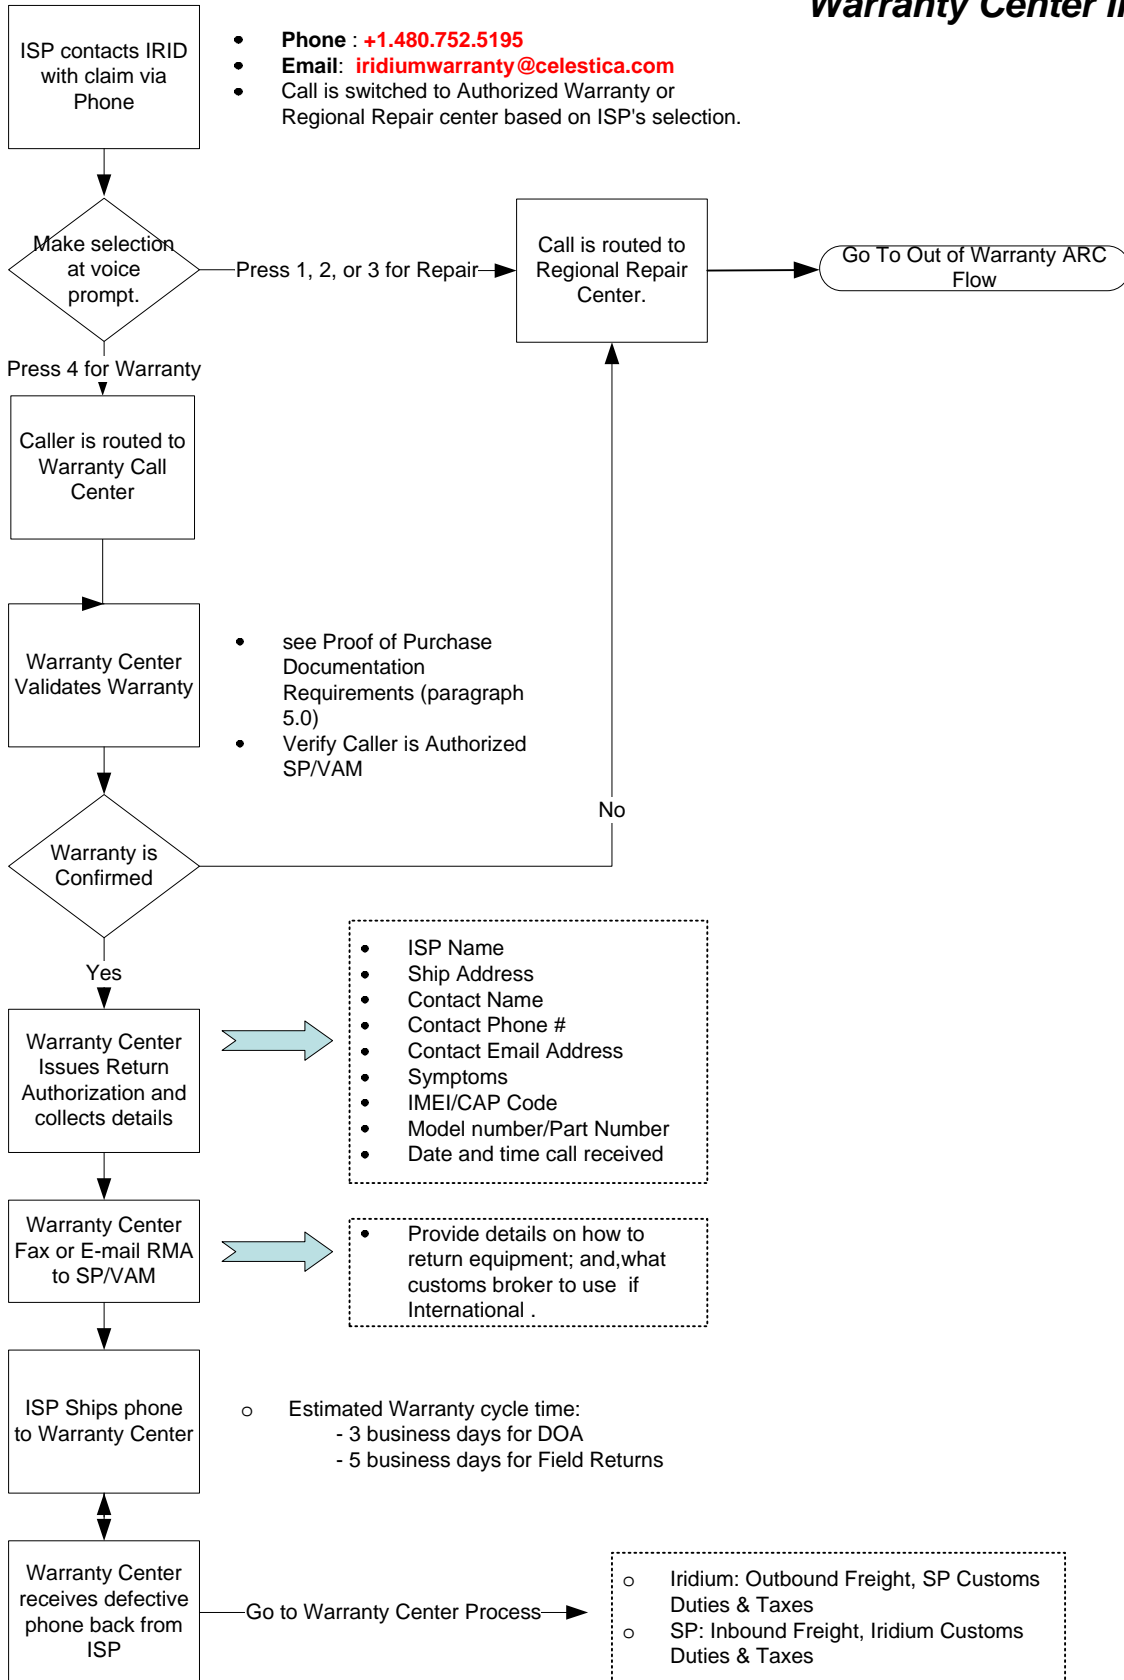 Warranty Center
ISP contacts IRID
with claim via
Phone
• Phone : +1.480.752.5195
• Email: iridiumwarranty@celestica.com
• Call is switched to Authorized Warranty or
Regional Repair center based on ISP's selection.
Make selection
at voice
prompt.
Press 1, 2, or 3 for Repair
Call is routed to
Regional Repair
Center.
Go To Out of Warranty ARC
Flow
Press 4 for Warranty
Caller is routed to
Warranty Call
Center
Warranty Center
Validates Warranty
• see Proof of Purchase
Documentation
Requirements (paragraph
5.0)
• Verify Caller is Authorized
SP/VAM
No
Warranty is
Confirmed
Yes
Warranty Center
Issues Return
Authorization and
collects details
• ISP Name
• Ship Address
• Contact Name
• Contact Phone #
• Contact Email Address
• Symptoms
• IMEI/CAP Code
• Model number/Part Number
• Date and time call received
Warranty Center
Fax or E-mail RMA
to SP/VAM
• Provide details on how to
return equipment; and,what
customs broker to use if
International .
ISP Ships phone
to Warranty Center
o Estimated Warranty cycle time:
- 3 business days for DOA
- 5 business days for Field Returns
Warranty Center
receives defective
phone back from
ISP
Go to Warranty Center Process
o Iridium: Outbound Freight, SP Customs
Duties & Taxes
o SP: Inbound Freight, Iridium Customs
Duties & Taxes